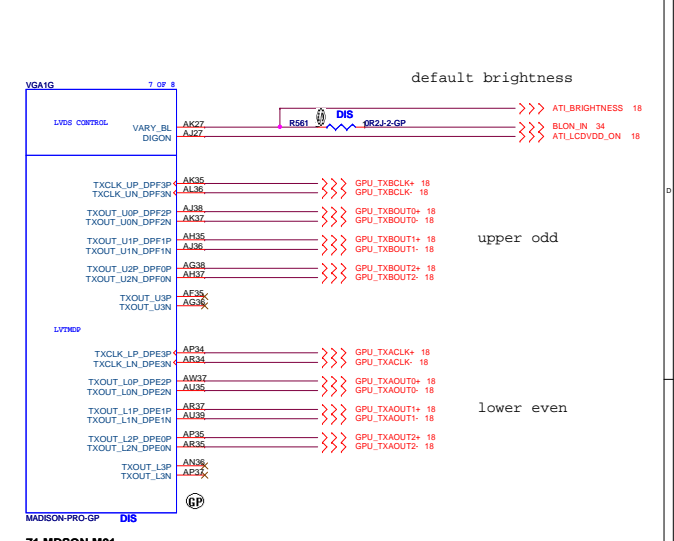 default brightness
VGA1G 7 OF 8
ATI_BRIGHTNESS 18
LVDS CONTROL
VARY_BL AK27 R561 DIS 0R2J-2-GP BLON_IN 34
DIGON AJ27 ATI_LCDVDD_ON 18
D
TXCLK_UP_DPF3P AK35 GPU_TXBCLK+ 18
TXCLK_UN_DPF3N AL36 GPU_TXBCLK- 18
TXOUT_U0P_DPF2P AJ38 GPU_TXBOUT0+ 18
TXOUT_U0N_DPF2N AK37 GPU_TXBOUT0- 18
upper odd
TXOUT_U1P_DPF1P AH35 GPU_TXBOUT1+ 18
TXOUT_U1N_DPF1N AJ36 GPU_TXBOUT1- 18
TXOUT_U2P_DPF0P AG38 GPU_TXBOUT2+ 18
TXOUT_U2N_DPF0N AH37 GPU_TXBOUT2- 18
TXOUT_U3P AF35
TXOUT_U3N AG36
LVTMDP
TXCLK_LP_DPE3P AP34 GPU_TXACLK+ 18
TXCLK_LN_DPE3N AR34 GPU_TXACLK- 18
TXOUT_L0P_DPE2P AW37 GPU_TXAOUT0+ 18
TXOUT_L0N_DPE2N AU35 GPU_TXAOUT0- 18
lower even
TXOUT_L1P_DPE1P AR37 GPU_TXAOUT1+ 18
TXOUT_L1N_DPE1N AU39 GPU_TXAOUT1- 18
TXOUT_L2P_DPE0P AP35 GPU_TXAOUT2+ 18
TXOUT_L2N_DPE0N AR35 GPU_TXAOUT2- 18
TXOUT_L3P AN36
TXOUT_L3N AP37
GP
MADISON-PRO-GP DIS
71.MDSON.M01